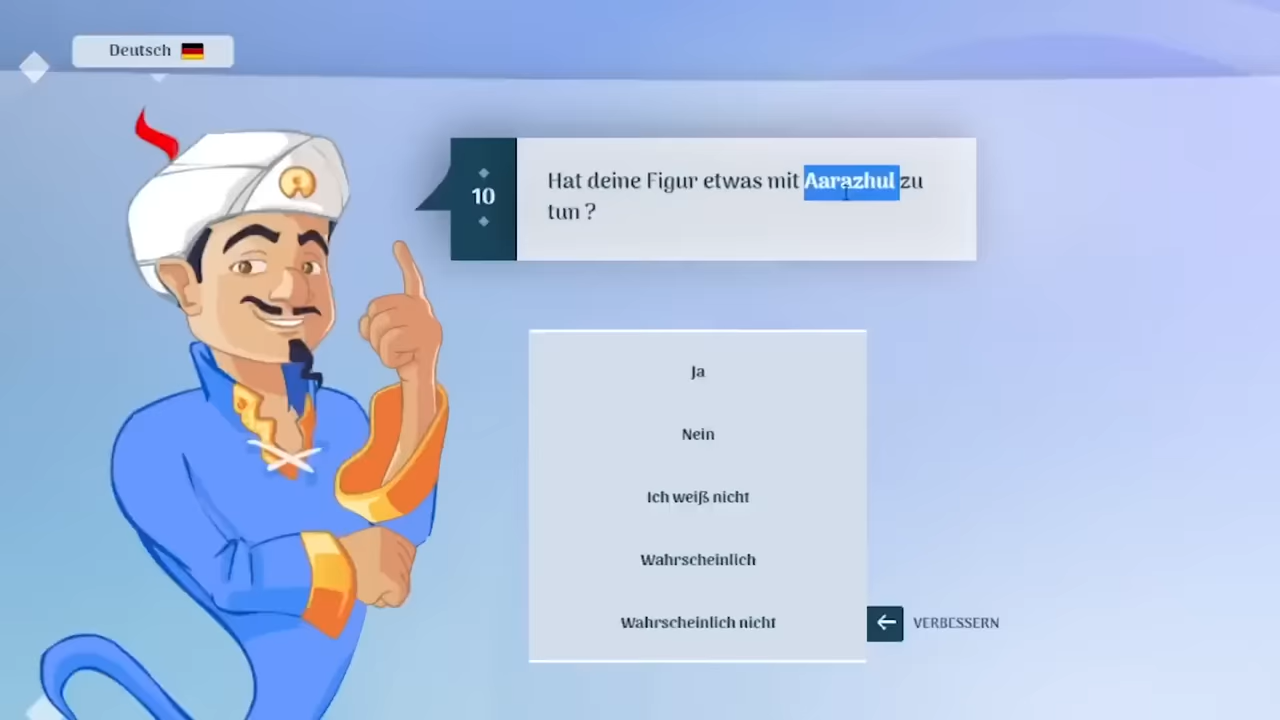 Deutsch
10
Hat deine Figur etwas mit Aarazhul zu
tun ?
Ja
Nein
Ich weiß nicht
Wahrscheinlich
Wahrscheinlich nicht
VERBESSERN